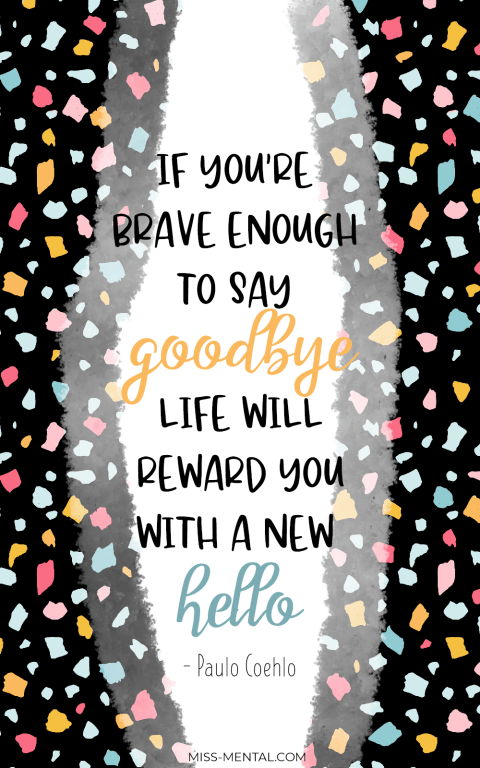 IF YOU'RE
BRAVE ENOUGH
TO SAY
goodbye
LIFE WILL
REWARD YOU
WITH A NEW
hello
- Paulo Coehlo
MISS-MENTAL.COM